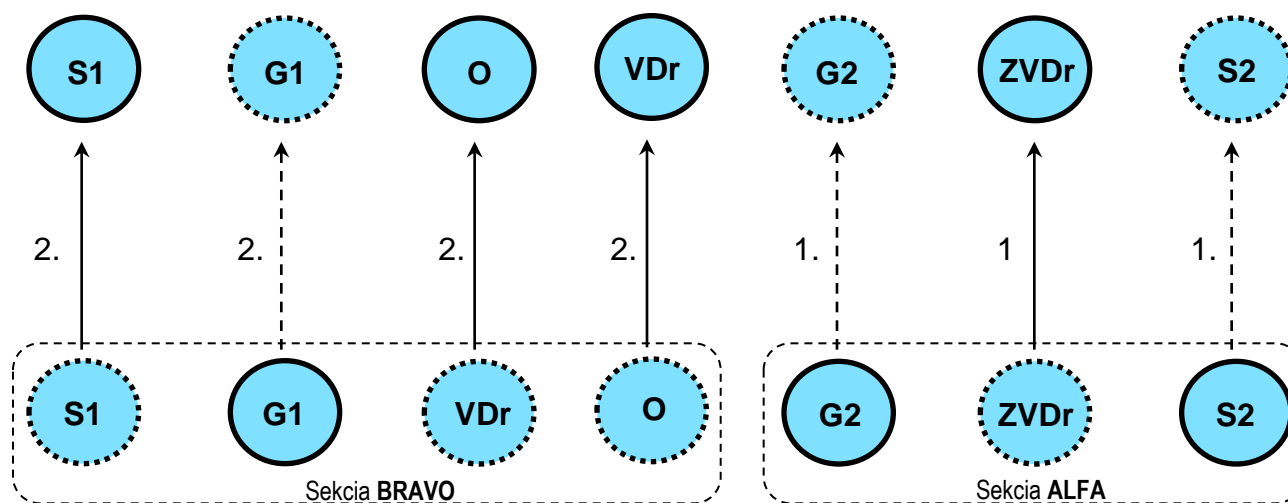 S1 G1 O VDr G2 ZVDr S2
2. 2. 2. 2. 1. 1 1.
S1 G1 VDr O G2 ZVDr S2
Sekcia BRAVO Sekcia ALFA